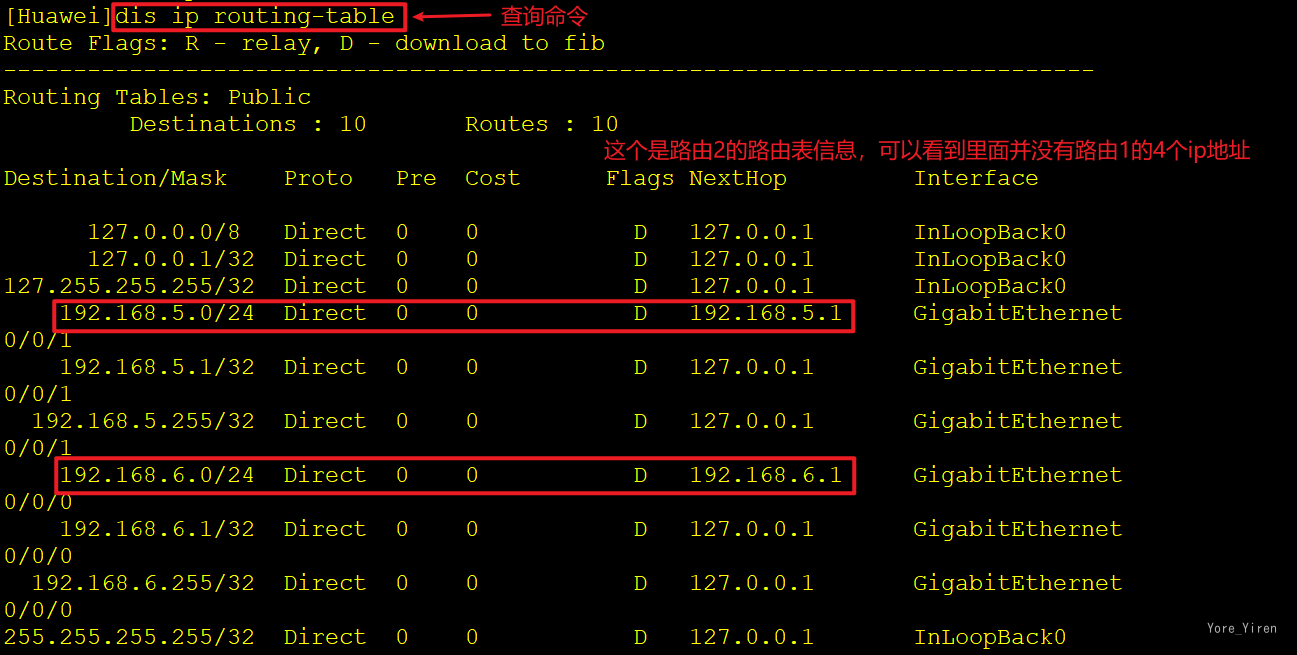 [Huawei]dis ip routing-table 查询命令
Route Flags: R - relay, D - download to fib
------------------------------------------------------------------------------
Routing Tables: Public
Destinations : 10 Routes : 10
这个是路由2的路由表信息，可以看到里面并没有路由1的4个ip地址
Destination/Mask Proto Pre Cost Flags NextHop Interface
127.0.0.0/8 Direct 0 0 D 127.0.0.1 InLoopBack0
127.0.0.1/32 Direct 0 0 D 127.0.0.1 InLoopBack0
127.255.255.255/32 Direct 0 0 D 127.0.0.1 InLoopBack0
192.168.5.0/24 Direct 0 0 D 192.168.5.1 GigabitEthernet
0/0/1
192.168.5.1/32 Direct 0 0 D 127.0.0.1 GigabitEthernet
0/0/1
192.168.5.255/32 Direct 0 0 D 127.0.0.1 GigabitEthernet
0/0/1
192.168.6.0/24 Direct 0 0 D 192.168.6.1 GigabitEthernet
0/0/0
192.168.6.1/32 Direct 0 0 D 127.0.0.1 GigabitEthernet
0/0/0
192.168.6.255/32 Direct 0 0 D 127.0.0.1 GigabitEthernet
0/0/0
255.255.255.255/32 Direct 0 0 D 127.0.0.1 InLoopBack0
Yore_Yiren